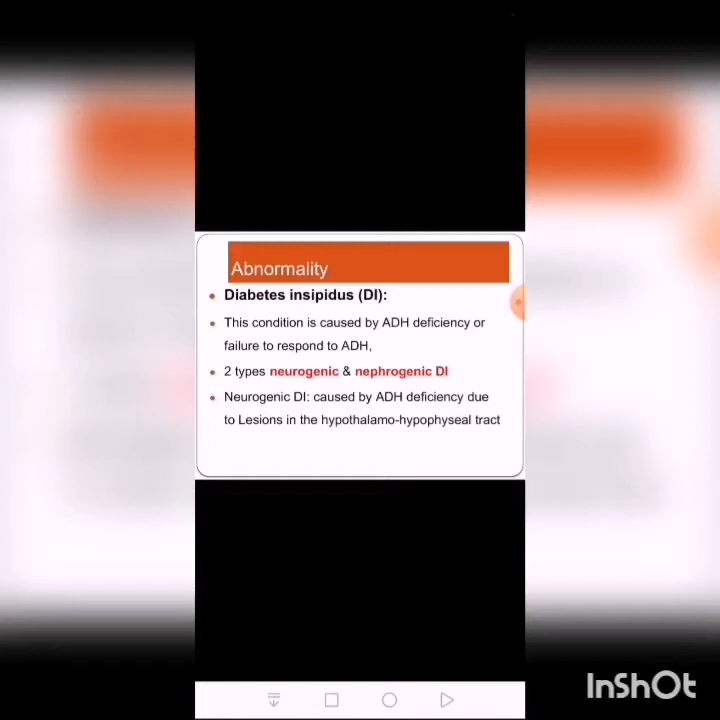 Abnormality
• Diabetes insipidus (DI):
• This condition is caused by ADH deficiency or
failure to respond to ADH,
• 2 types neurogenic & nephrogenic DI
• Neurogenic DI: caused by ADH deficiency due
to Lesions in the hypothalamo-hypophyseal tract
InShOt